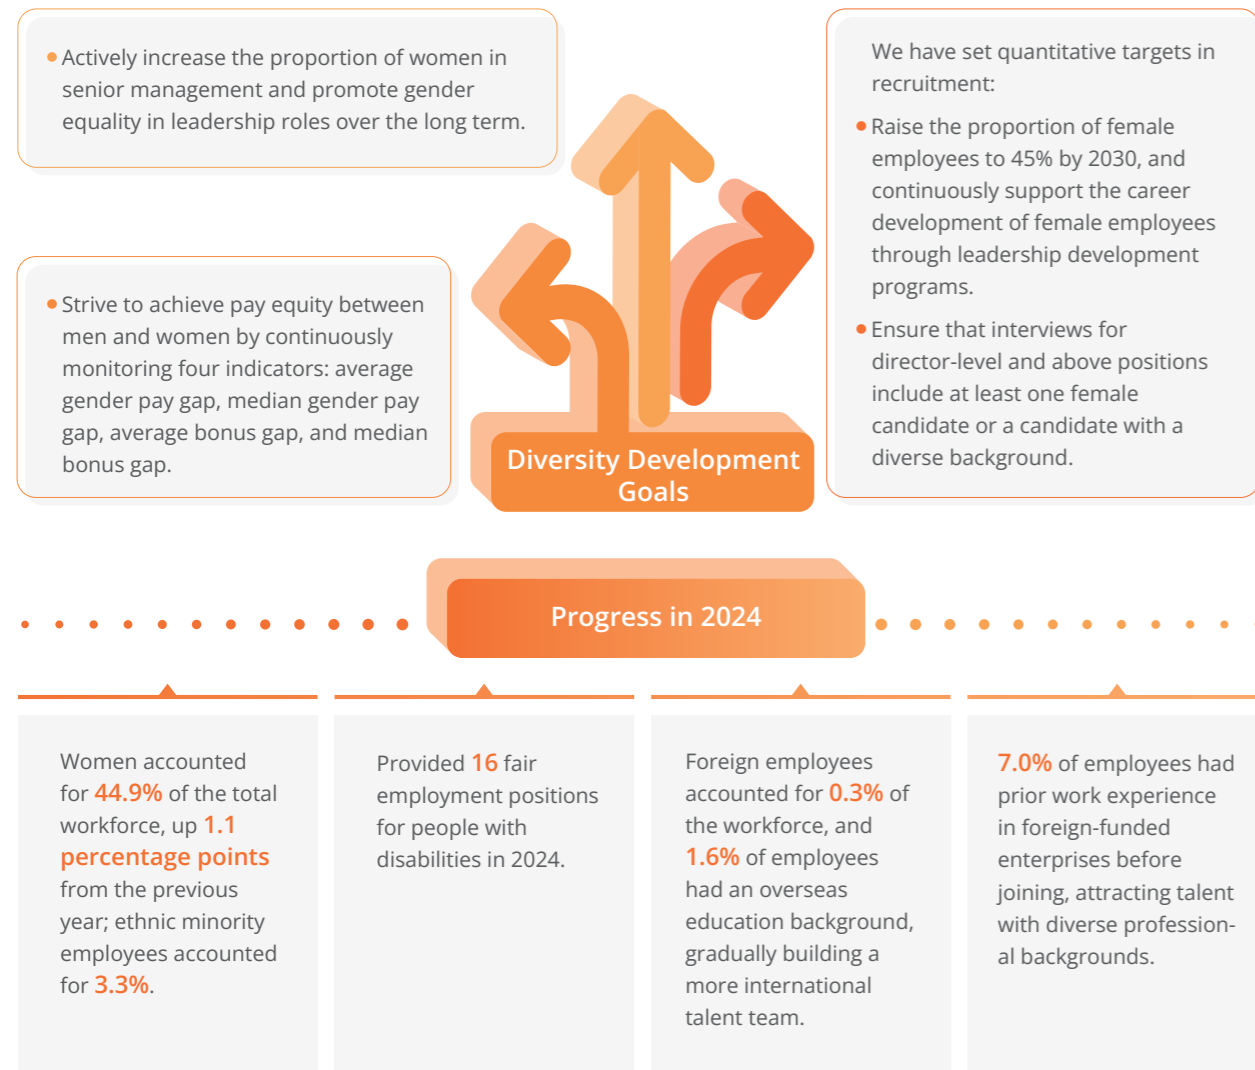 Actively increase the proportion of women in
senior management and promote gender
equality in leadership roles over the long term.
Strive to achieve pay equity between
men and women by continuously
monitoring four indicators: average
gender pay gap, median gender pay
gap, average bonus gap, and median
bonus gap.
We have set quantitative targets in
recruitment:
Raise the proportion of female
employees to 45% by 2030, and
continuously support the career
development of female employees
through leadership development
programs.
Ensure that interviews for
director-level and above positions
include at least one female
candidate or a candidate with a
diverse background.
Diversity Development
Goals
Progress in 2024
Women accounted
for 44.9% of the total
workforce, up 1.1
percentage points
from the previous
year; ethnic minority
employees accounted
for 3.3%.
Provided 16 fair
employment positions
for people with
disabilities in 2024.
Foreign employees
accounted for 0.3% of
the workforce, and
1.6% of employees
had an overseas
education background,
gradually building a
more international
talent team.
7.0% of employees had
prior work experience
in foreign-funded
enterprises before
joining, attracting talent
with diverse profession-
al backgrounds.